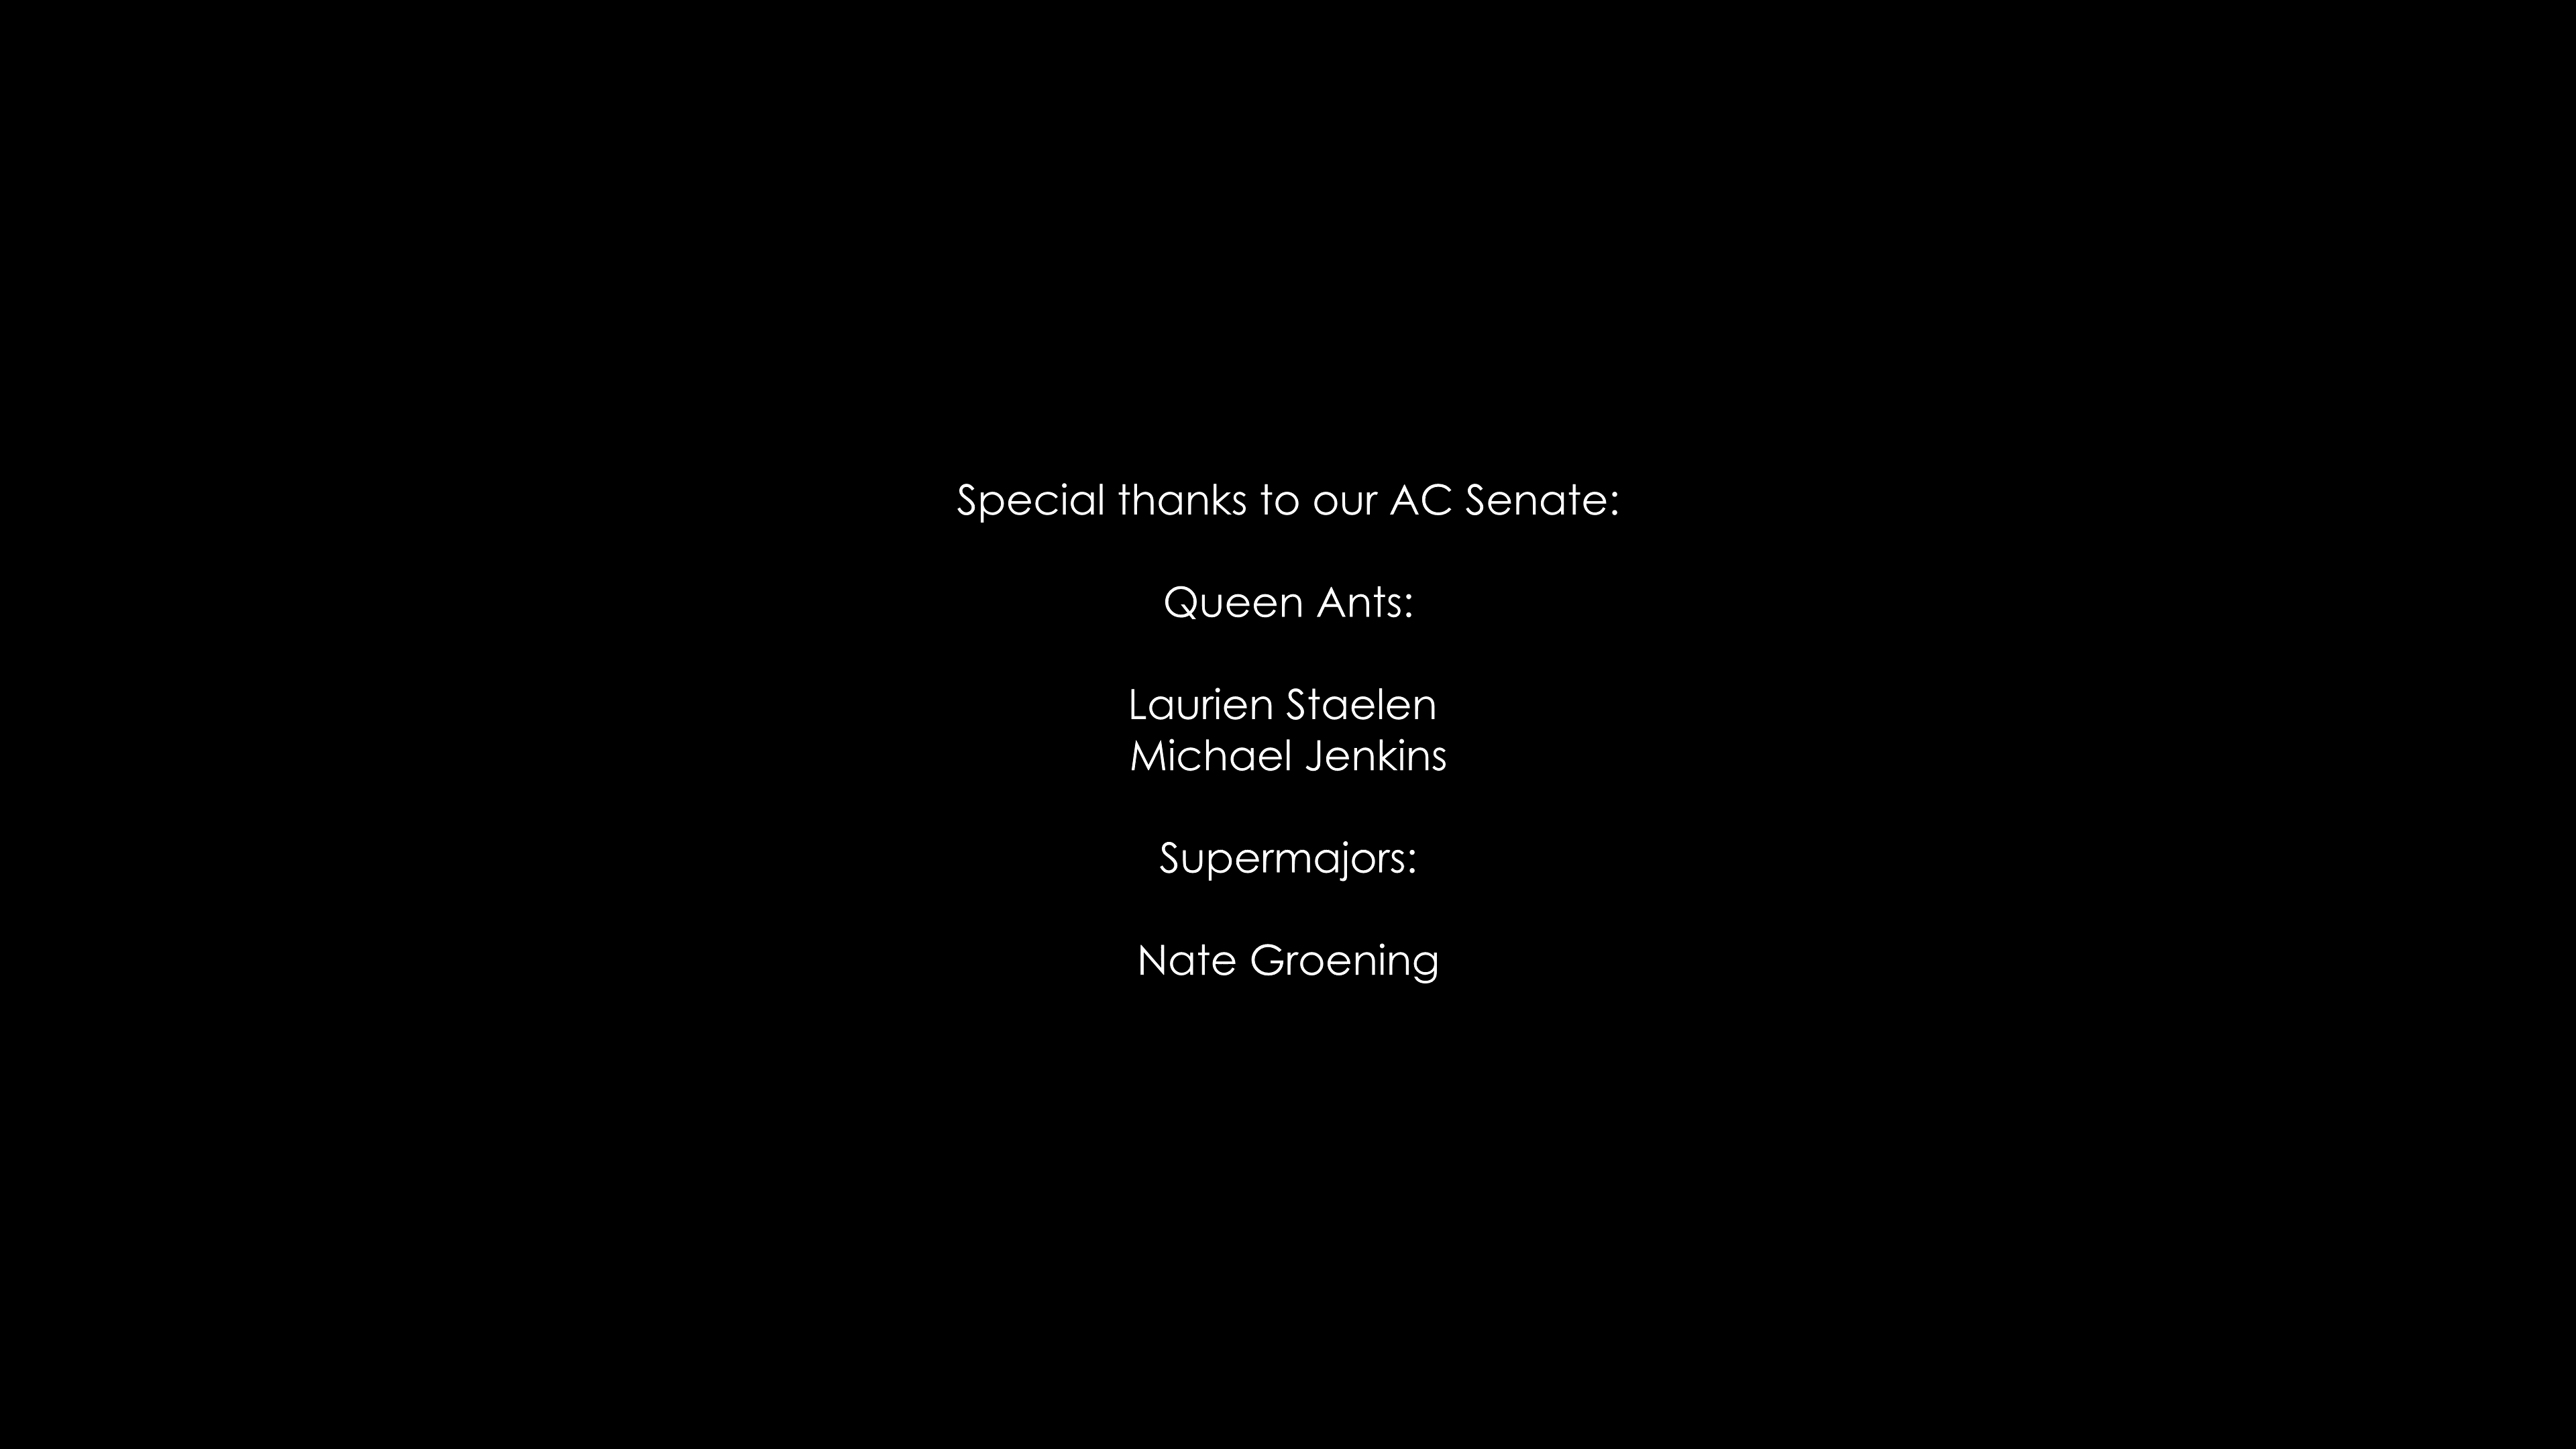 Special thanks to our AC Senate:
Queen Ants:
Laurien Staelen
Michael Jenkins
Supermajors:
Nate Groening